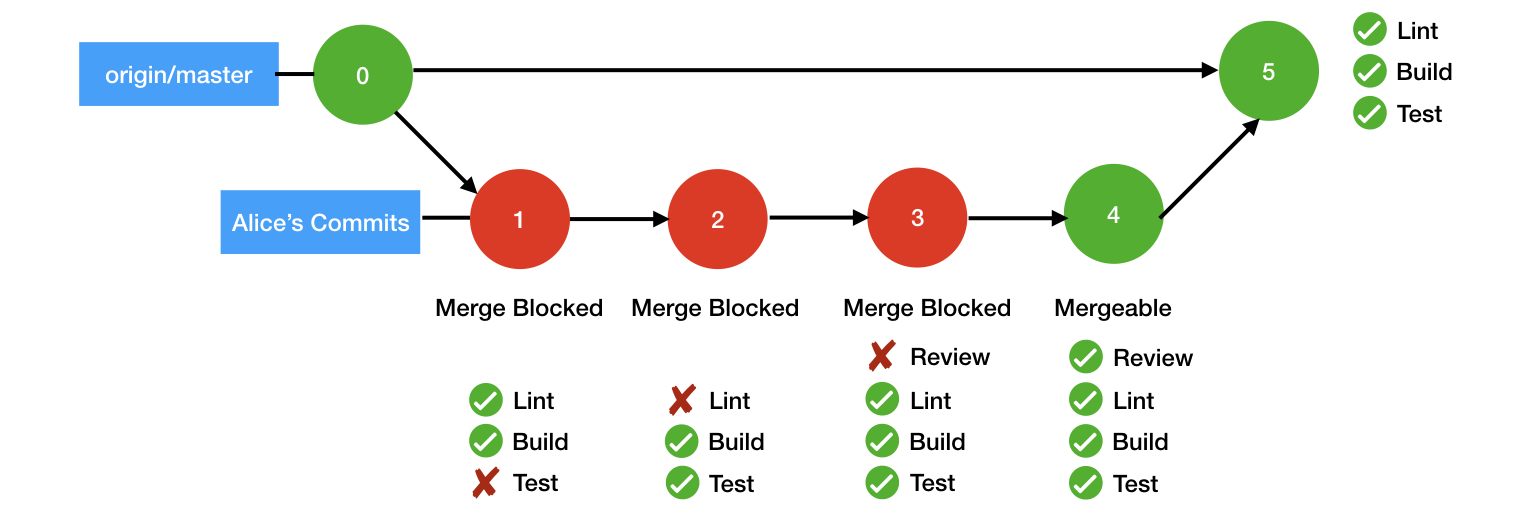 origin/master
0
5
Lint
Build
Test
Alice's Commits
1
2
3
4
Merge Blocked
Merge Blocked
Merge Blocked
Mergeable
Lint
Build
Test
Lint
Build
Test
Review
Lint
Build
Test
Review
Lint
Build
Test